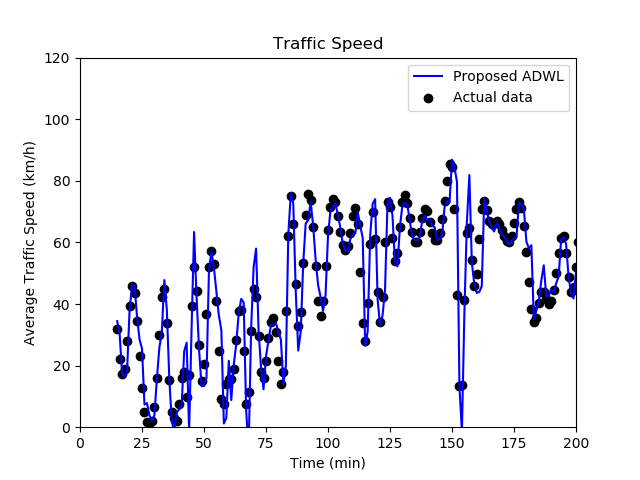 Traffic Speed
Proposed ADWL
Actual data
Average Traffic Speed (km/h)
120
100
80
60
40
20
0
0 25 50 75 100 125 150 175 200
Time (min)